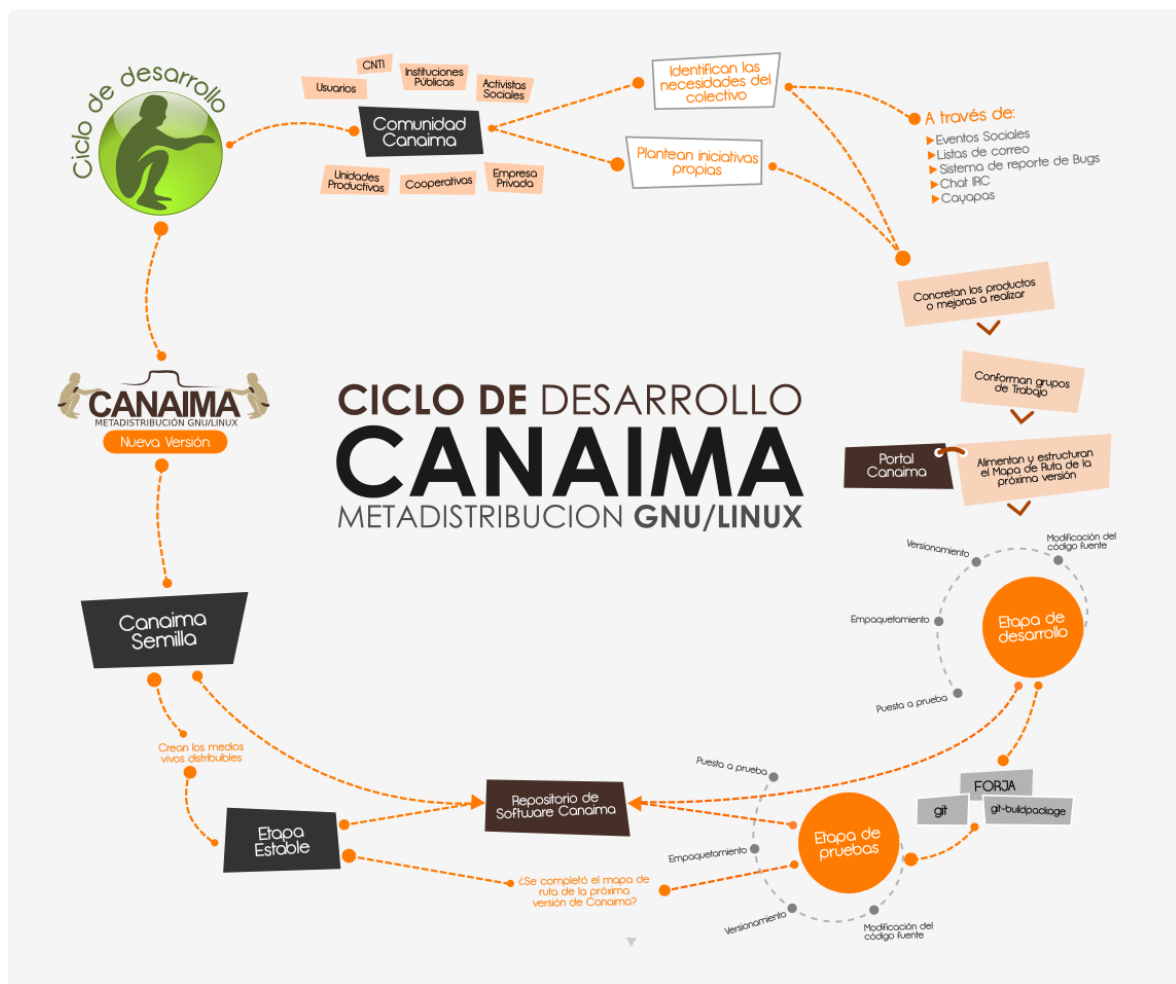 Ciclo de desarrollo
CNTI
Usuarios
Instituciones
Públicas
Activistas
Sociales
Comunidad
Canaima
Unidades
Productivas
Cooperativas
Empresa
Privada
Identifican las
necesidades del
colectivo
Plantean iniciativas
propias
A través de:
Eventos Sociales
Listas de correo
Sistema de reporte de Bugs
Chat IRC
Cayapas
Concretan los productos
o mejoras a realizar
Conforman grupos
de Trabajo
Portal
Canaima
Alimentan y estructuran
el Mapa de Ruta de la
próxima versión
CANAIMA
METADISTRIBUCIÓN GNU/LINUX
Nueva Versión
CICLO DE DESARROLLO
CANAIMA
METADISTRIBUCION GNU/LINUX
Modificación del
código fuente
Versionamiento
Empaquetamiento
Puesta a prueba
Etapa de
desarrollo
Canaima
Semilla
Crean los medios
vivos distribuibles
Etapa
Estable
Repositorio de
Software Canaima
¿Se completó el mapa de
ruta de la próxima
versión de Canaima?
Puesta a prueba
Empaquetamiento
Versionamiento
Modificación del
código fuente
Etapa de
pruebas
FORJA
git
git-buildpackage